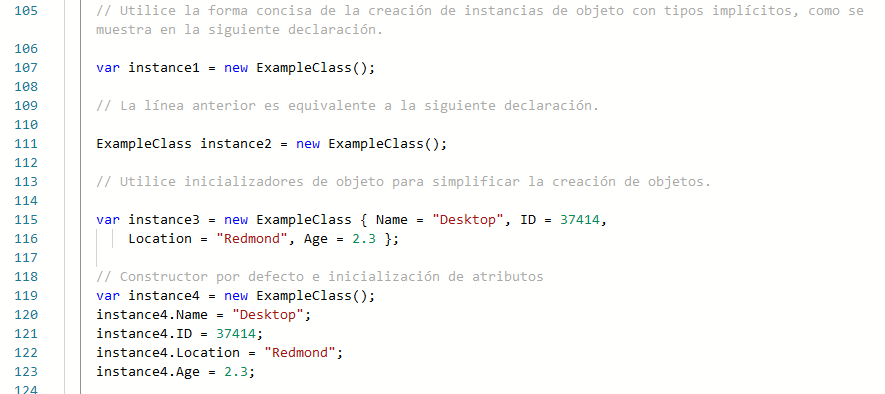 105 // Utilice la forma concisa de la creación de instancias de objeto con tipos implícitos, como se
muestra en la siguiente declaración.
106
107 var instance1 = new ExampleClass();
108
109 // La línea anterior es equivalente a la siguiente declaración.
110
111 ExampleClass instance2 = new ExampleClass();
112
113 // Utilice inicializadores de objeto para simplificar la creación de objetos.
114
115 var instance3 = new ExampleClass { Name = "Desktop", ID = 37414,
116 Location = "Redmond", Age = 2.3 };
117
118 // Constructor por defecto e inicialización de atributos
119 var instance4 = new ExampleClass();
120 instance4.Name = "Desktop";
121 instance4.ID = 37414;
122 instance4.Location = "Redmond";
123 instance4.Age = 2.3;
124